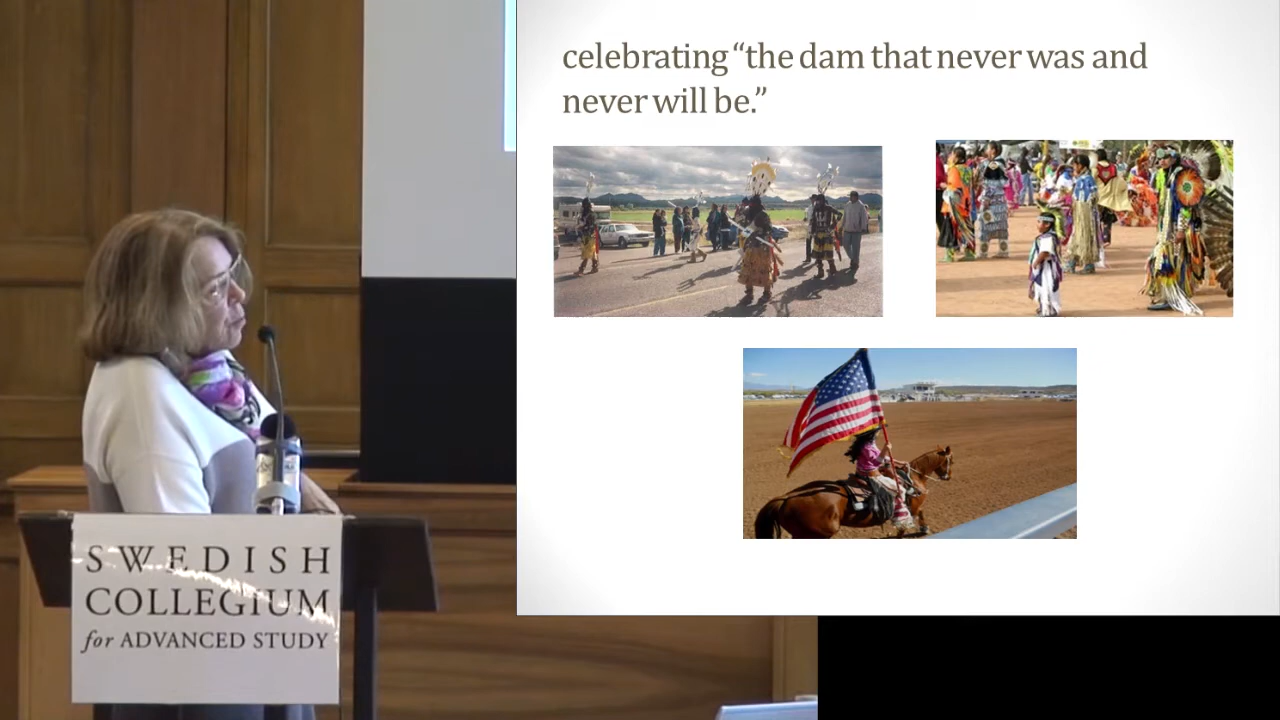 celebrating “the dam that never was and
never will be.”
SWEDISH
COLLEGIUM
for ADVANCED STUDY